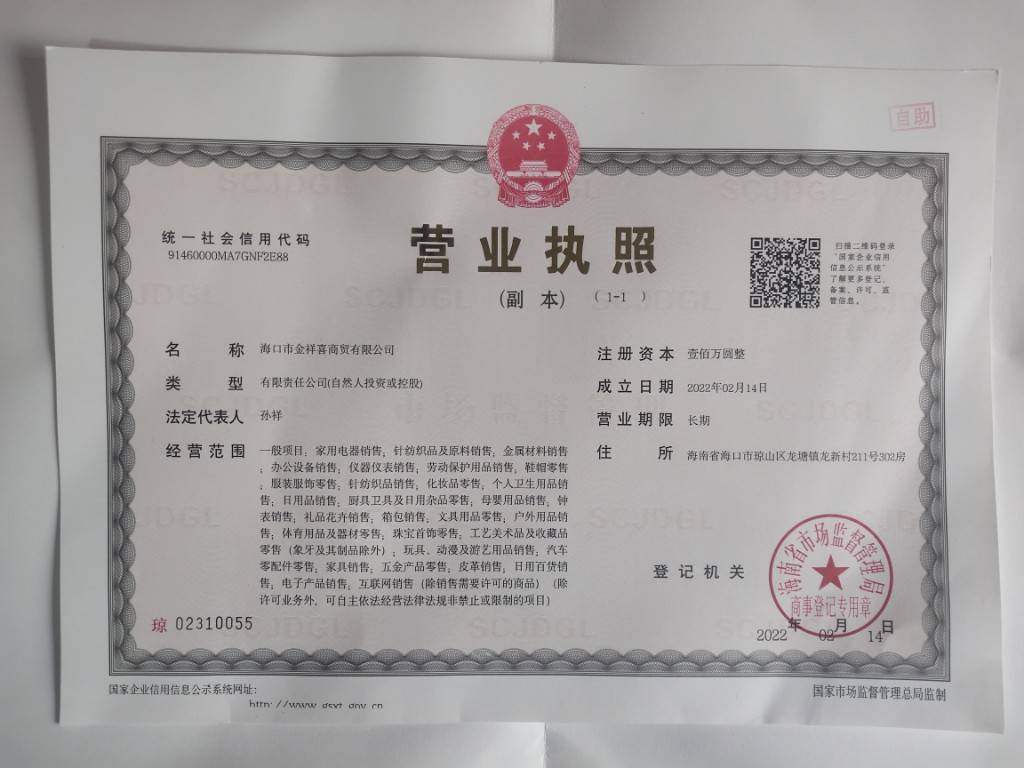 自助
统一社会信用代码
91460000MA7GNF2E88
营业执照
(副 本) (1-1)
扫描二维码登录
"国家企业信用
信息公示系统"
了解更多登记、
备案、许可、监
管信息。
名 称 海口市金祥喜商贸有限公司
类 型 有限责任公司(自然人投资或控股)
法定代表人 孙祥
经营范围 一般项目：家用电器销售；针纺织品及原料销售；金属材料销售
；办公设备销售；仪器仪表销售；劳动保护用品销售；鞋帽零售
；服装服饰零售；针纺织品销售；化妆品零售；个人卫生用品销
售；日用品销售；厨具卫具及日用杂品零售；母婴用品销售；钟
表销售；礼品花卉销售；箱包销售；文具用品零售；户外用品销
售；体育用品及器材零售；珠宝首饰零售；工艺美术品及收藏品
零售（象牙及其制品除外）；玩具、动漫及游艺用品销售；汽车
零配件零售；家具销售；五金产品零售；皮革销售；日用百货销
售；电子产品销售；互联网销售（除销售需要许可的商品）（除
许可业务外，可自主依法经营法律法规非禁止或限制的项目）
注册资本 壹佰万圆整
成立日期 2022年02月14日
营业期限 长期
住 所 海南省海口市琼山区龙塘镇龙新村211号302房
登记机关
海南省市场监督管理局
商事登记专用章
2022年02月14日
琼 02310055
SCJDGL
SCJDGL
SCJDGL
SCJDGL
市场监督
SCJDGL
SCJDGL
SCJDGL
SCJDGL
国家企业信用信息公示系统网址：
http://www.gsxt.gov.cn
国家市场监督管理总局监制